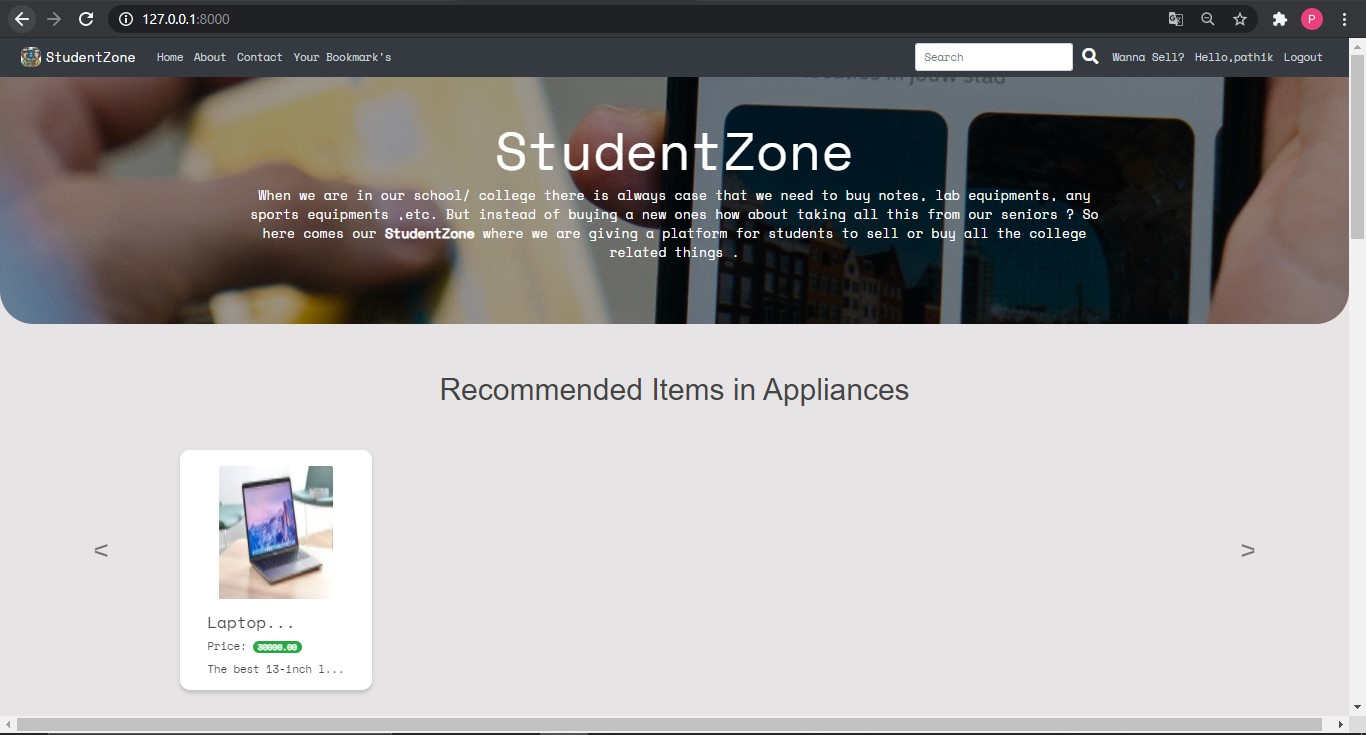 127.0.0.1:8000
P
StudentZone Home About Contact Your Bookmark's Search Wanna Sell? Hello,pathik Logout
in jouw stad
StudentZone
When we are in our school/ college there is always case that we need to buy notes, lab equipments, any
sports equipments ,etc. But instead of buying a new ones how about taking all this from our seniors ? So
here comes our StudentZone where we are giving a platform for students to sell or buy all the college
related things .
Recommended Items in Appliances
<
>
Laptop...
Price: 30000.00
The best 13-inch l...